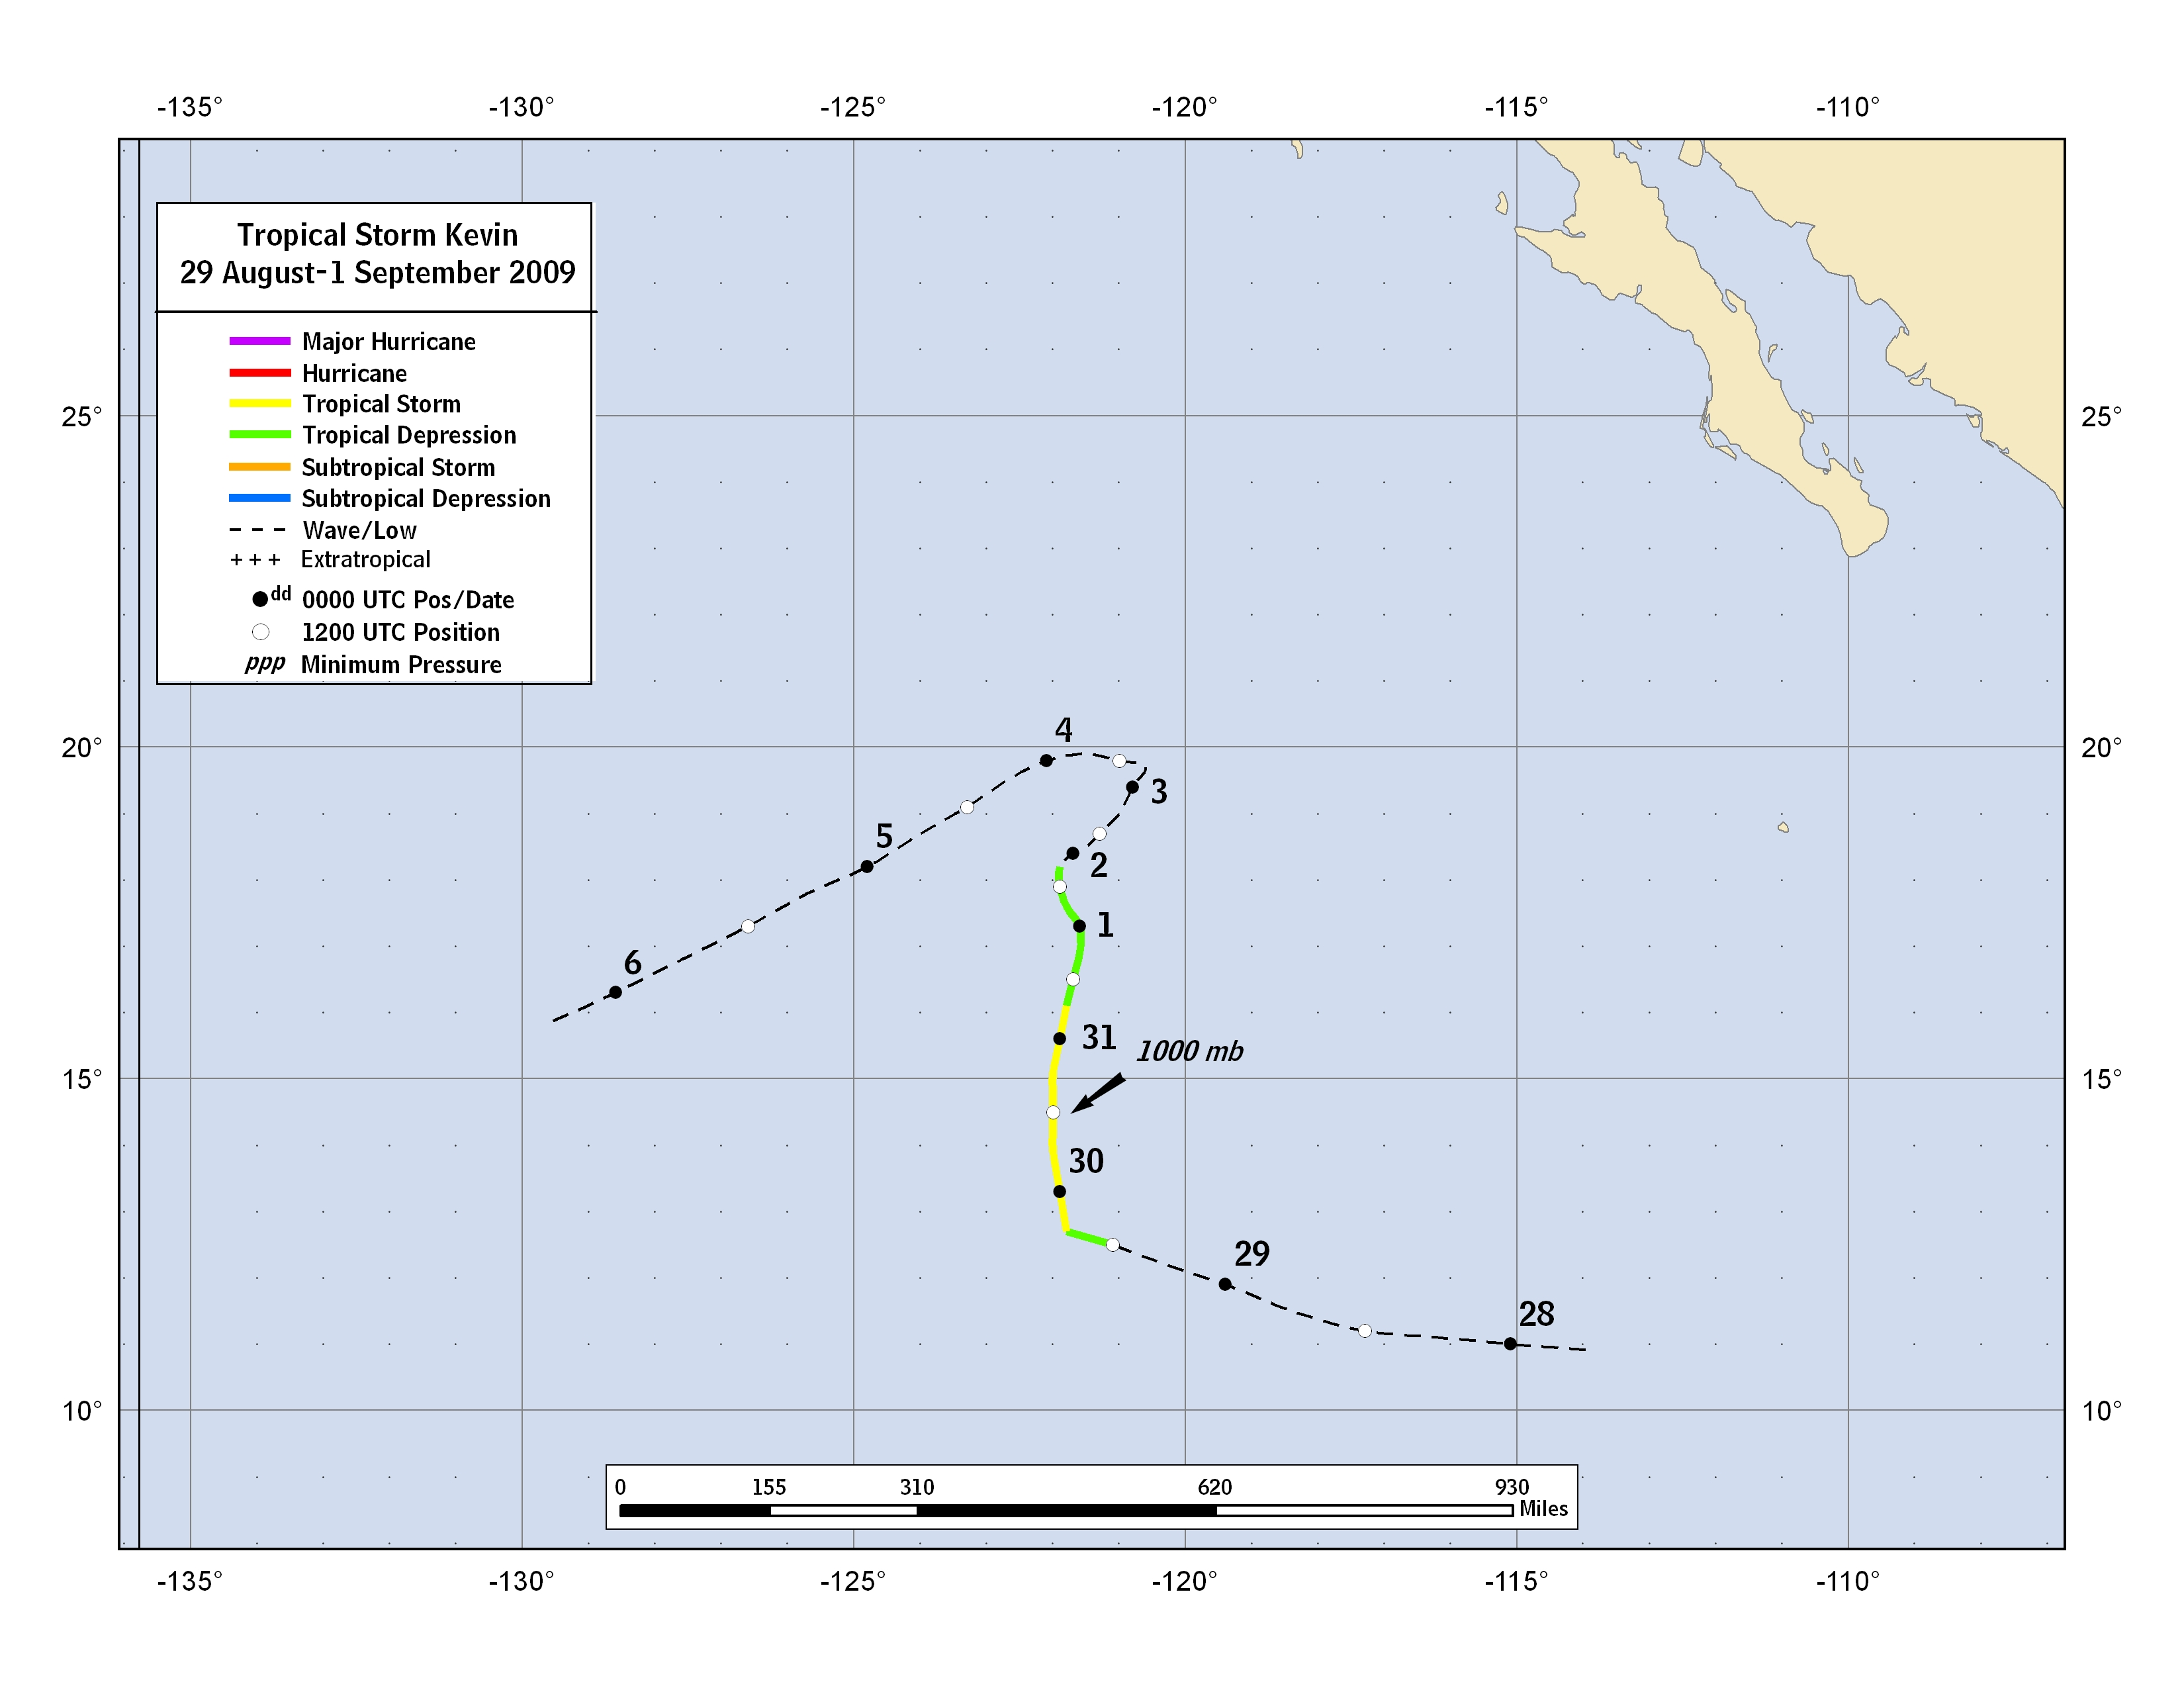 -135° -130° -125° -120° -115° -110°
Tropical Storm Kevin
29 August-1 September 2009
Major Hurricane
Hurricane
Tropical Storm
Tropical Depression
Subtropical Storm
Subtropical Depression
Wave/Low
+++ Extratropical
dd 0000 UTC Pos/Date
1200 UTC Position
ppp Minimum Pressure
25° 25°
20° 20°
4
3
5
2
1
6
31
1000 mb
15° 15°
30
29
28
10° 10°
0 155 310 620 930
Miles
-135° -130° -125° -120° -115° -110°